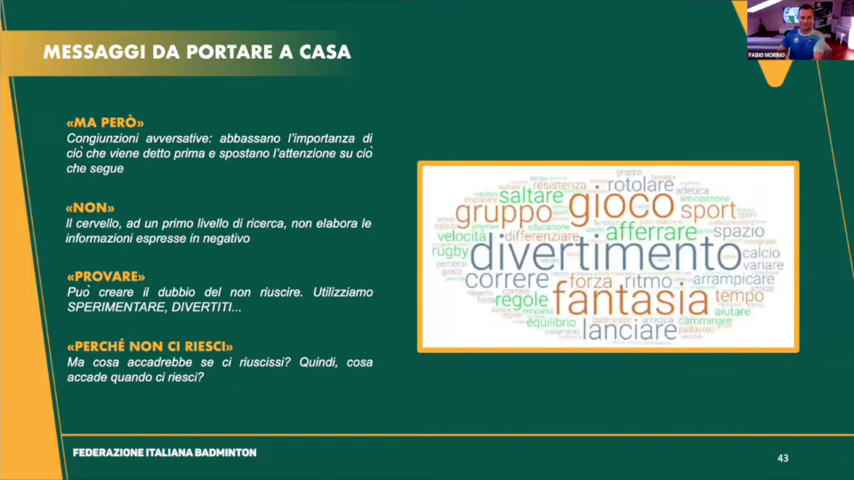 MESSAGGI DA PORTARE A CASA
FABIO MORINO
«MA PERÒ»
Congiunzioni avversative: abbassano l'importanza di
ciò che viene detto prima e spostano l'attenzione su ciò
che segue
«NON»
Il cervello, ad un primo livello di ricerca, non elabora le
informazioni espresse in negativo
«PROVARE»
Può creare il dubbio del non riuscire. Utilizziamo
SPERIMENTARE, DIVERTITI...
«PERCHÉ NON CI RIESCI»
Ma cosa accadrebbe se ci riuscissi? Quindi, cosa
accade quando ci riesci?
gruppo
resistenza rotolare
saltare atletica
gruppo gioco sport
velocità differenziare afferrare spazio
rugby divertimento calcio
variare
correre forza ritmo arrampicare
regole fantasia tempo
aiutare
equilibrio lanciare camminare
pallavolo
FEDERAZIONE ITALIANA BADMINTON
43